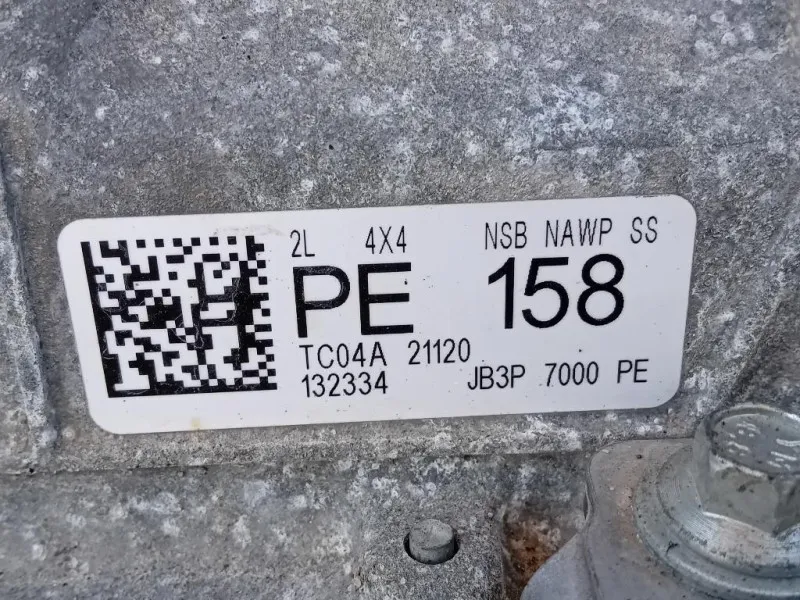 2L 4X4 NSB NAWP SS
PE 158
TC04A 21120
132334 JB3P 7000 PE